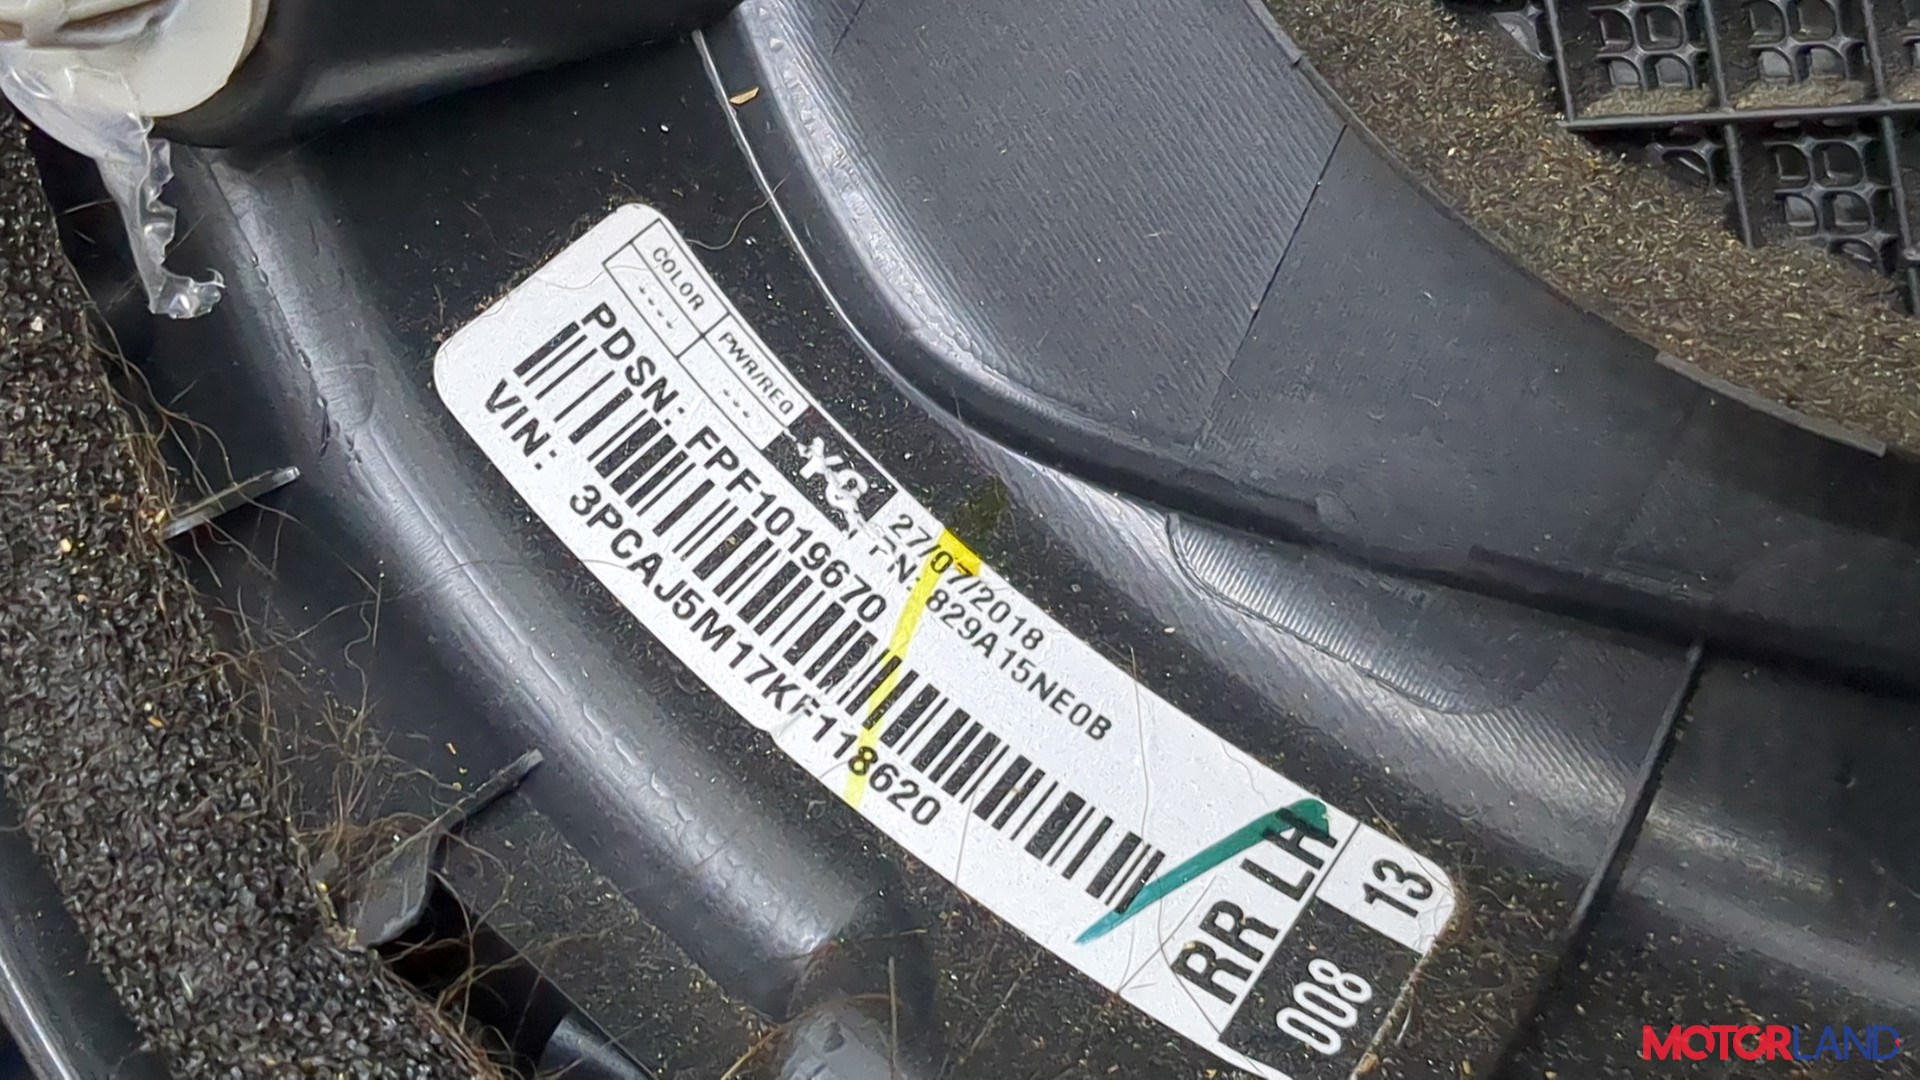 COLOR PWR/REQ
--- ---
27/07/2018
829A15NE0B
PDSN: FPF1019670
VIN: 3PCAJ5M17KF118620
RR LH
13
008
MOTORLAND